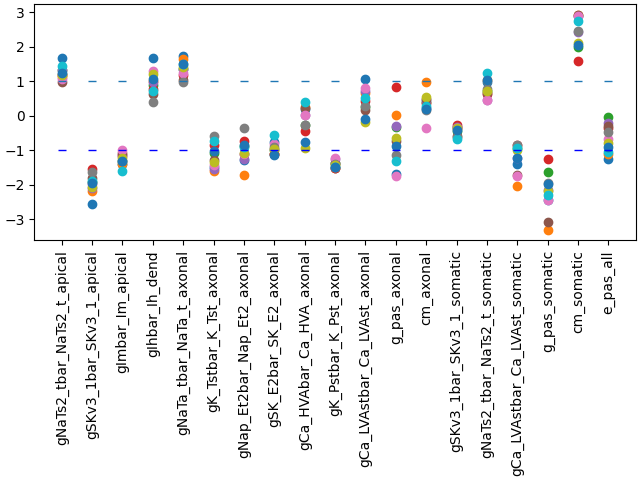 3
2
1
0
−1
−2
−3
gNaTs2_tbar_NaTs2_t_apical
gSKv3_1bar_SKv3_1_apical
gImbar_Im_apical
gIhbar_Ih_dend
gNaTa_tbar_NaTa_t_axonal
gK_Tstbar_K_Tst_axonal
gNap_Et2bar_Nap_Et2_axonal
gSK_E2bar_SK_E2_axonal
gCa_HVAbar_Ca_HVA_axonal
gK_Pstbar_K_Pst_axonal
gCa_LVAstbar_Ca_LVAst_axonal
g_pas_axonal
cm_axonal
gSKv3_1bar_SKv3_1_somatic
gNaTs2_tbar_NaTs2_t_somatic
gCa_LVAstbar_Ca_LVAst_somatic
g_pas_somatic
cm_somatic
e_pas_all